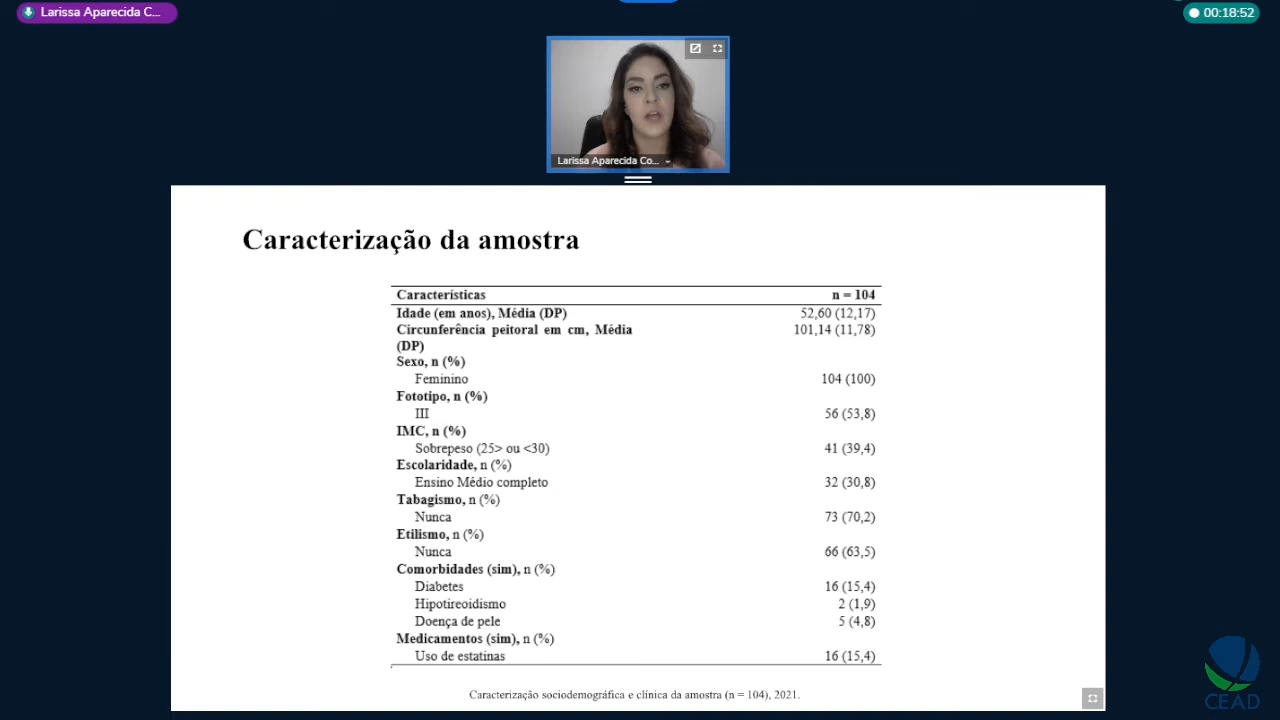 Larissa Aparecida C...
00:18:52
Larissa Aparecida Co...
Caracterização da amostra
Características n = 104
Idade (em anos), Média (DP) 52,60 (12,17)
Circunferência peitoral em cm, Média 101,14 (11,78)
(DP)
Sexo, n (%)
Feminino 104 (100)
Fototipo, n (%)
III 56 (53,8)
IMC, n (%)
Sobrepeso (25> ou <30) 41 (39,4)
Escolaridade, n (%)
Ensino Médio completo 32 (30,8)
Tabagismo, n (%)
Nunca 73 (70,2)
Etilismo, n (%)
Nunca 66 (63,5)
Comorbidades (sim), n (%)
Diabetes 16 (15,4)
Hipotireoidismo 2 (1,9)
Doença de pele 5 (4,8)
Medicamentos (sim), n (%)
Uso de estatinas 16 (15,4)
Caracterização sociodemográfica e clínica da amostra (n = 104), 2021.
CEAD